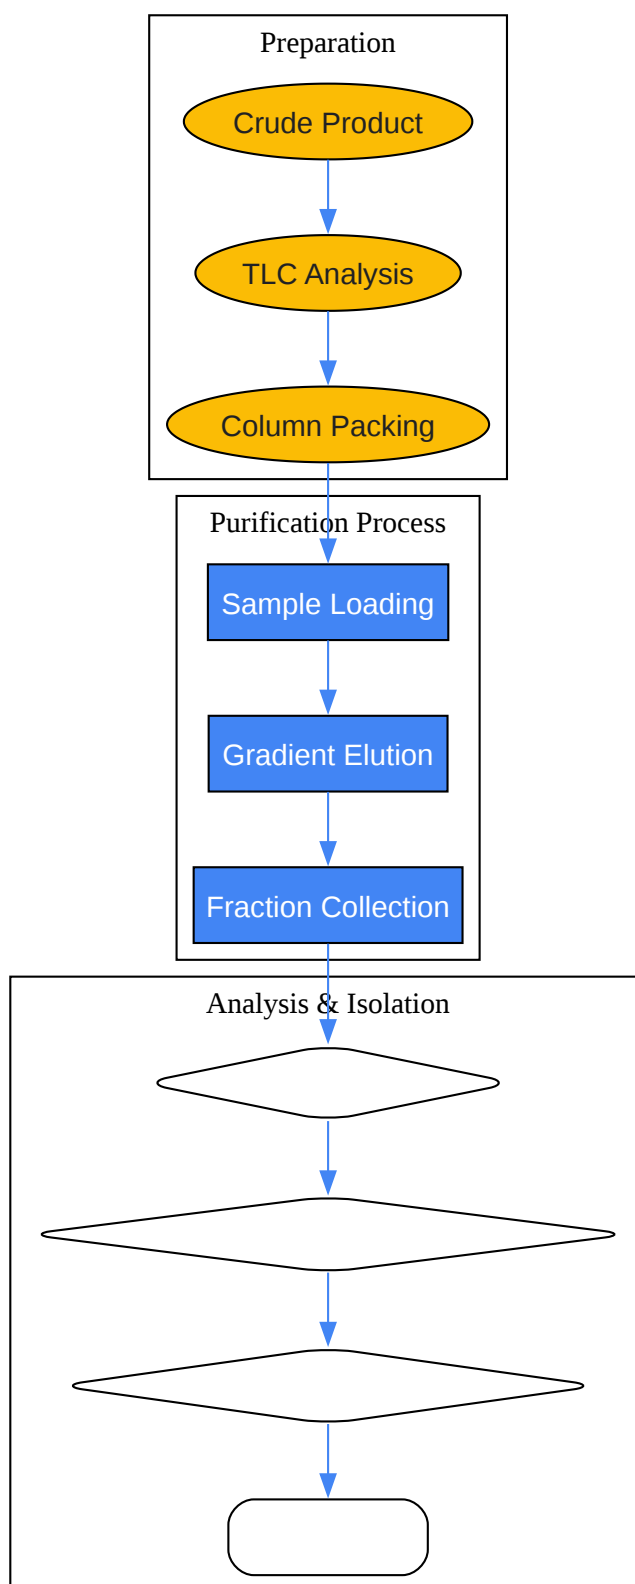 Preparation
Crude Product
TLC Analysis
Column Packing
Purification Process
Sample Loading
Gradient Elution
Fraction Collection
Analysis & Isolation